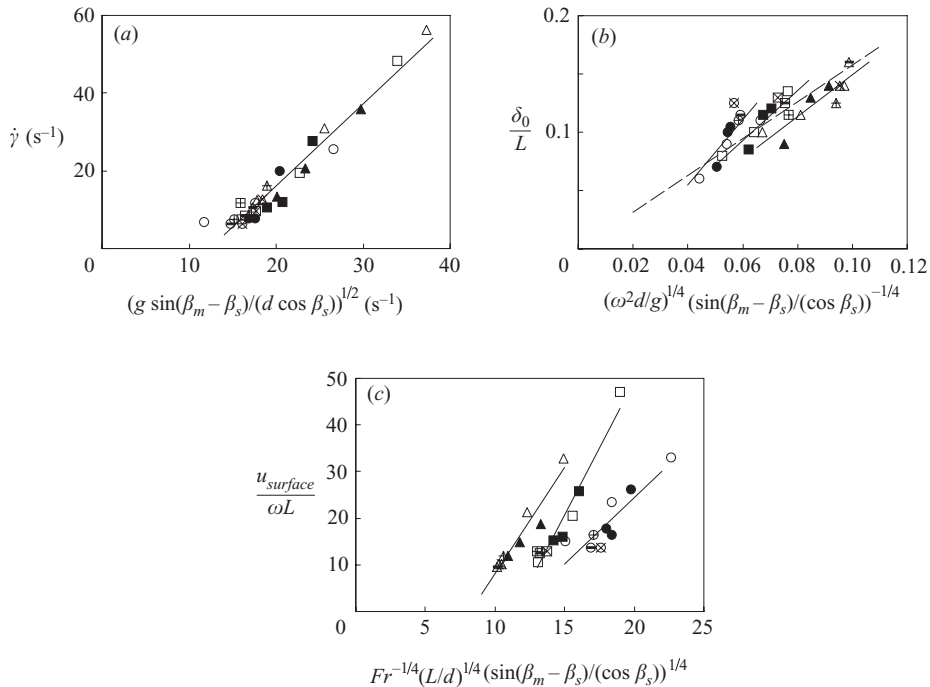 60
(a)
40
γ̇ (s⁻¹)
20
0 10 20 30 40
(g sin(βₘ – βₛ)/(d cos βₛ))^1/2 (s⁻¹)
0.2
(b)
δ₀
L
0.1
0 0.02 0.04 0.06 0.08 0.10 0.12
(ω²d/g)^1/4 (sin(βₘ – βₛ)/(cos βₛ))^–1/4
50
(c)
40
30
u_surface
ωL
20
10
0 5 10 15 20 25
Fr^–1/4 (L/d)^1/4 (sin(βₘ – βₛ)/(cos βₛ))^1/4